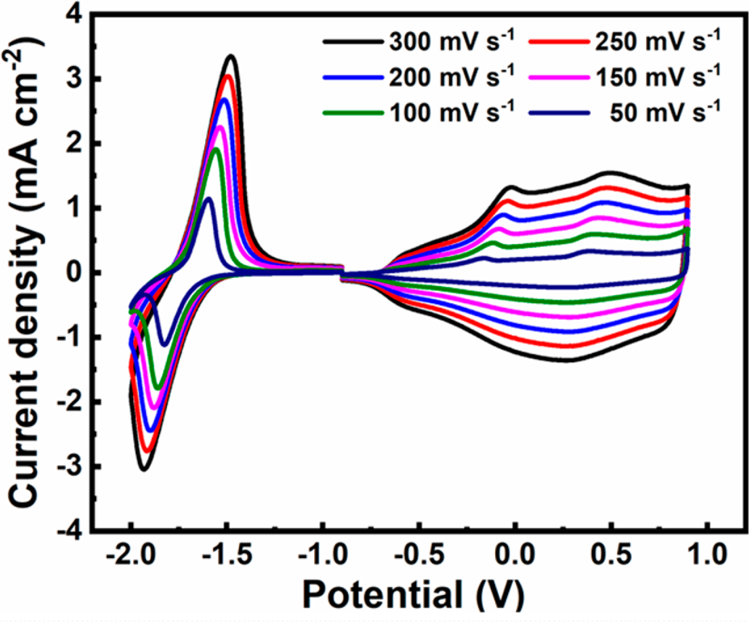 4
300 mV s⁻¹ 250 mV s⁻¹
3
200 mV s⁻¹ 150 mV s⁻¹
100 mV s⁻¹ 50 mV s⁻¹
2
1
0
-1
-2
-3
-4
Current density (mA cm⁻²)
-2.0 -1.5 -1.0 -0.5 0.0 0.5 1.0
Potential (V)